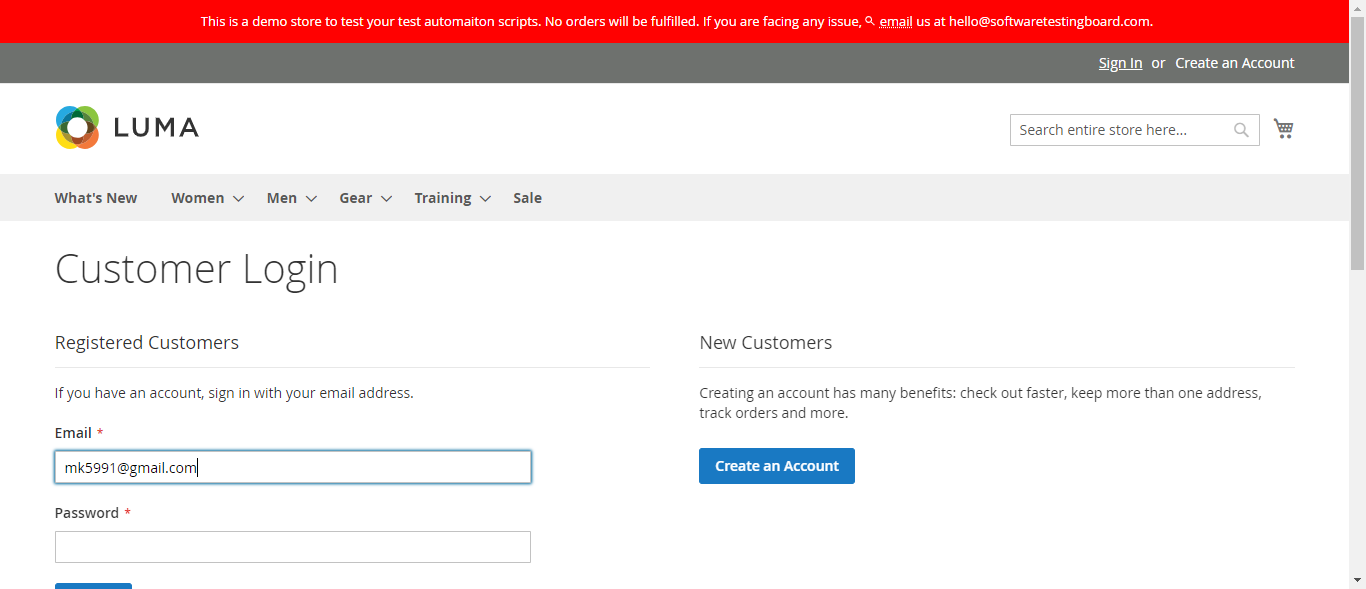 This is a demo store to test your test automaiton scripts. No orders will be fulfilled. If you are facing any issue, email us at hello@softwaretestingboard.com.
Sign In or Create an Account
LUMA
Search entire store here...
What's New Women Men Gear Training Sale
Customer Login
Registered Customers
If you have an account, sign in with your email address.
Email *
mk5991@gmail.com
Password *
New Customers
Creating an account has many benefits: check out faster, keep more than one address,
track orders and more.
Create an Account